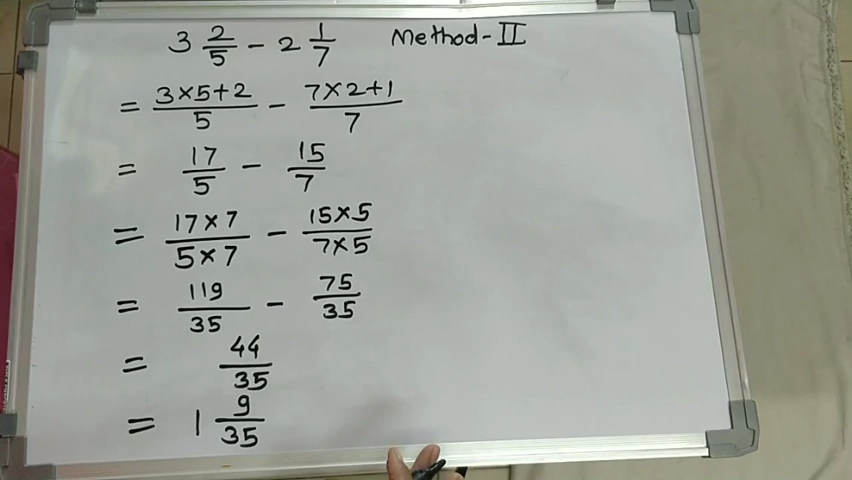 3 2/5 - 2 1/7 Method-II
= 3×5+2/5 - 7×2+1/7
= 17/5 - 15/7
= 17×7/5×7 - 15×5/7×5
= 119/35 - 75/35
= 44/35
= 1 9/35